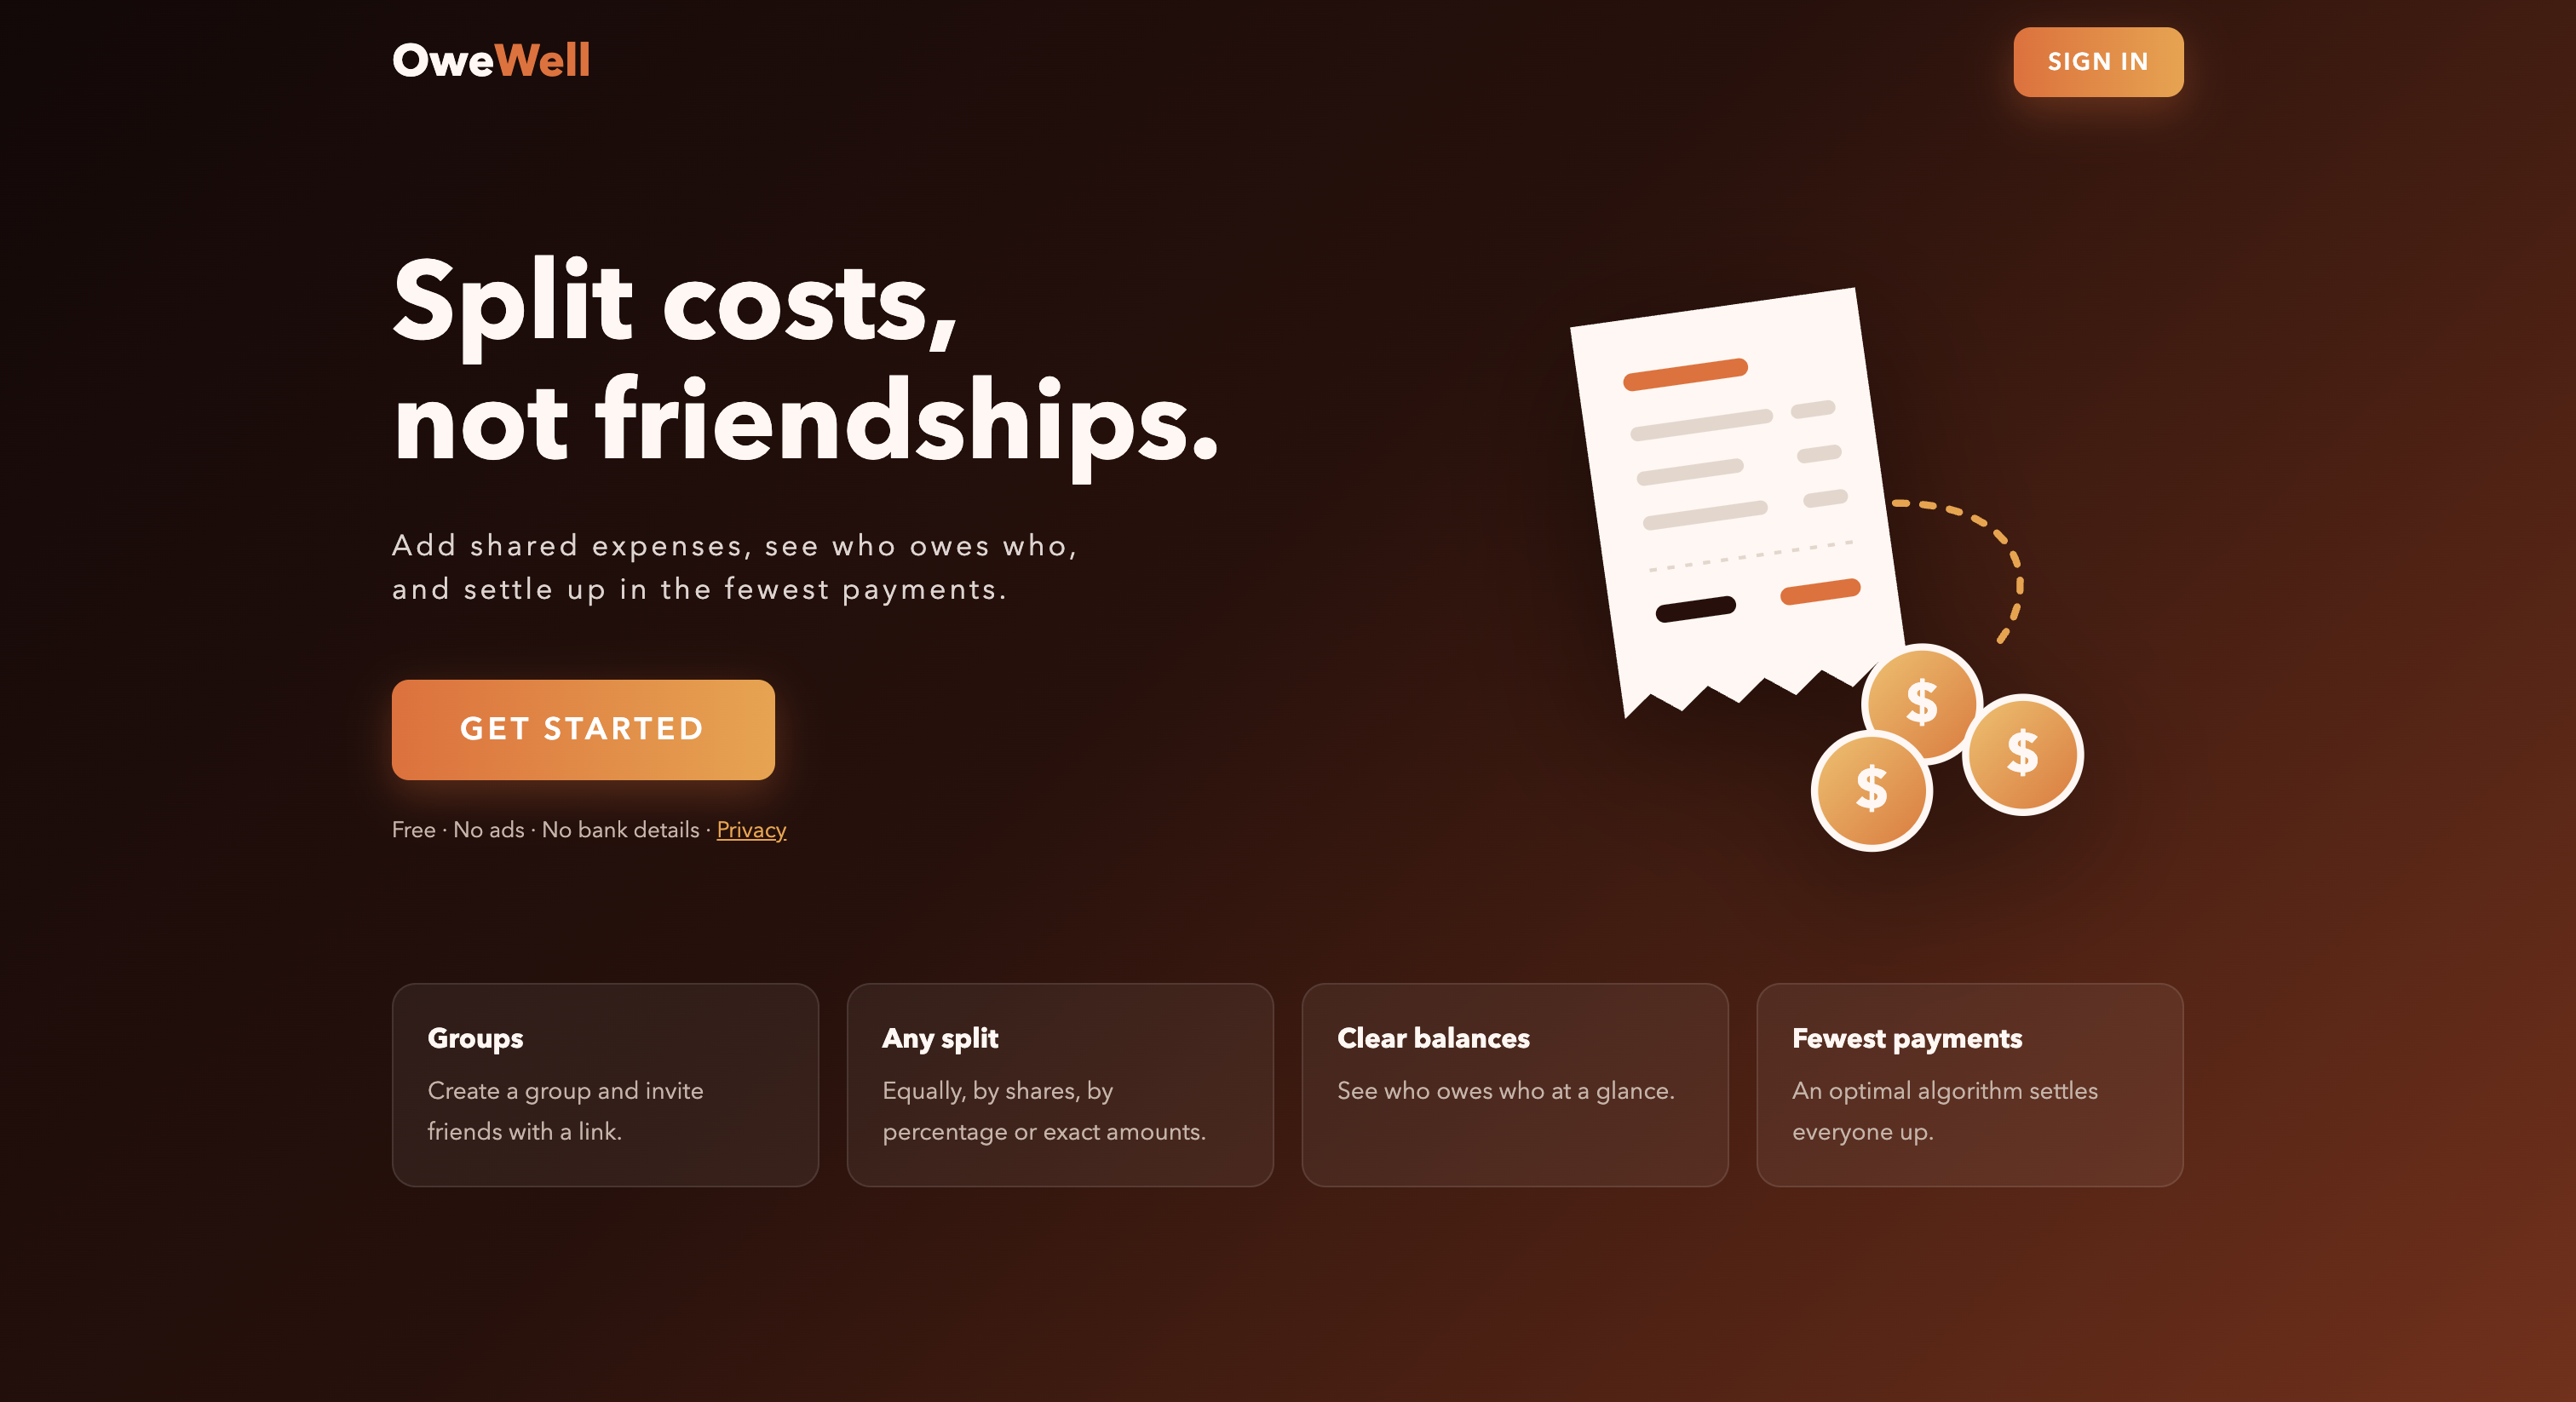 OweWell
SIGN IN
Split costs,
not friendships.
Add shared expenses, see who owes who,
and settle up in the fewest payments.
GET STARTED
Free · No ads · No bank details · Privacy
$
$
$
Groups
Create a group and invite
friends with a link.
Any split
Equally, by shares, by
percentage or exact amounts.
Clear balances
See who owes who at a glance.
Fewest payments
An optimal algorithm settles
everyone up.